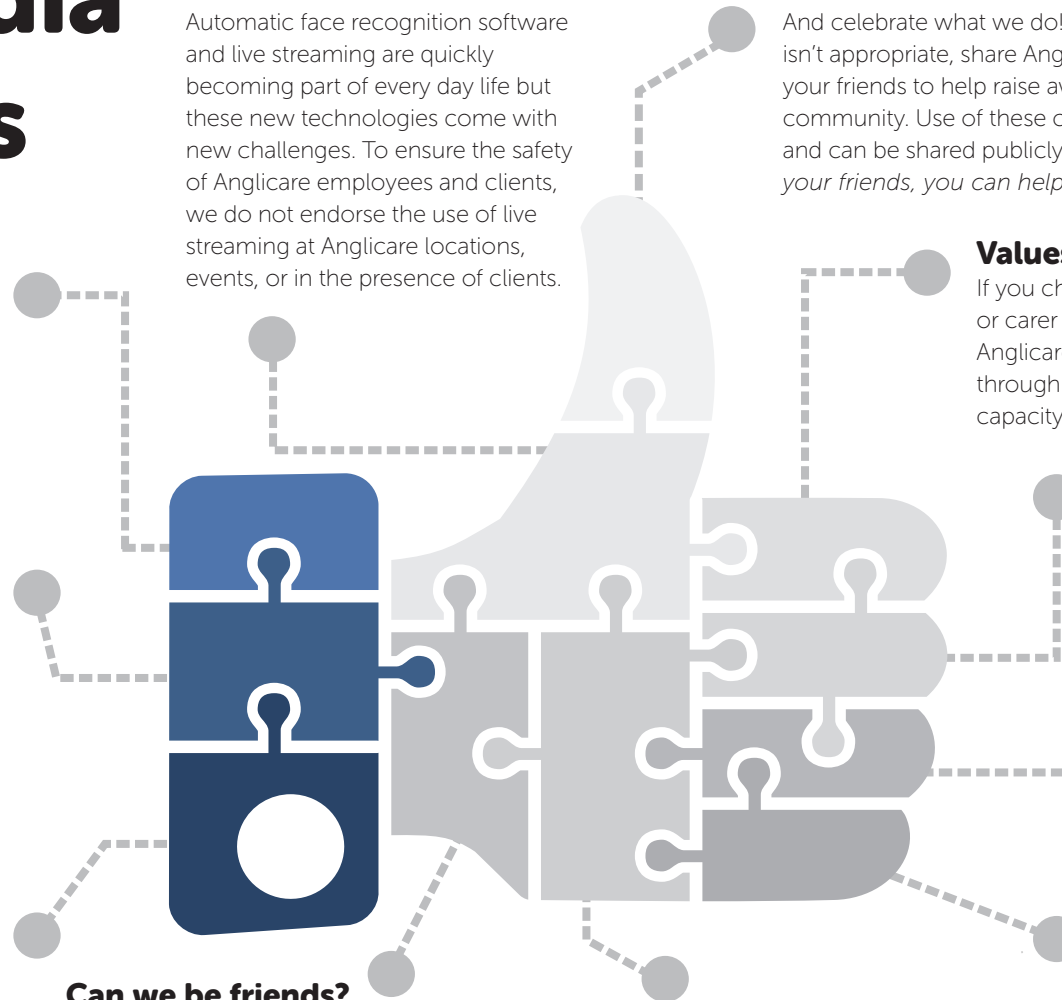 dia
s
Automatic face recognition software
and live streaming are quickly
becoming part of every day life but
these new technologies come with
new challenges. To ensure the safety
of Anglicare employees and clients,
we do not endorse the use of live
streaming at Anglicare locations,
events, or in the presence of clients.
And celebrate what we do!
isn’t appropriate, share Ang
your friends to help raise aw
community. Use of these
and can be shared publicly
your friends, you can help
Values
If you ch
or carer
Anglicar
through
capacity
Can we be friends?